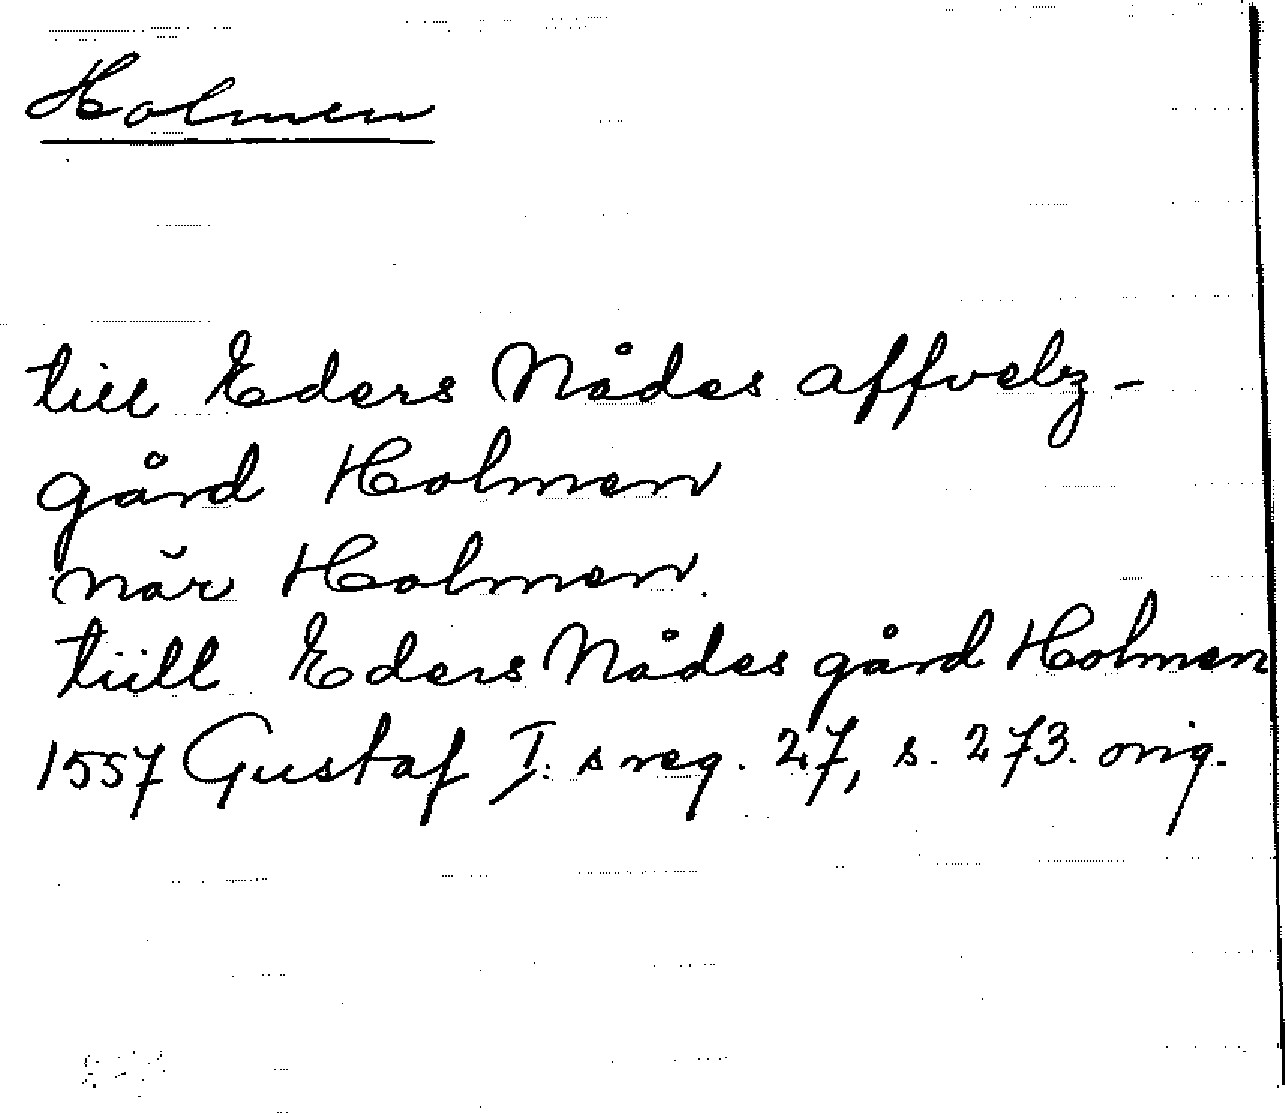 Holmen
till Eders Nådes affvelz-
gård Holmen
når Holmen.
tiill Eders Nådes gård Holmen
1557 Gustaf I:s reg. 27, s. 273. orig.